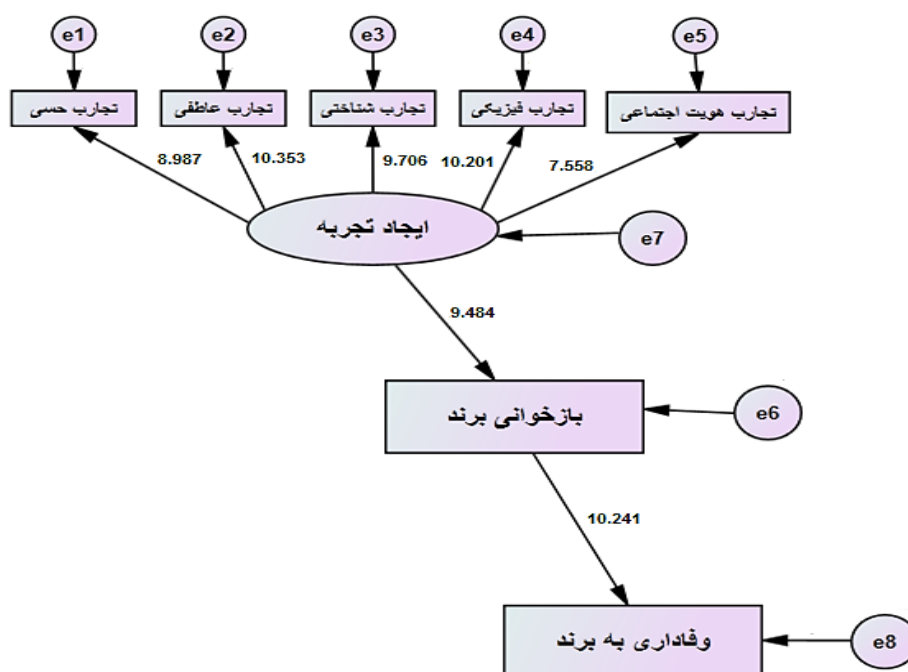 e1
e2
e3
e4
e5
تجارب حسی
تجارب عاطفی
تجارب شناختی
تجارب فیزیکی
تجارب هویت اجتماعی
8.987
10.353
9.706
10.201
7.558
ایجاد تجربه
e7
9.484
بازخوانی برند
e6
10.241
وفاداری به برند
e8